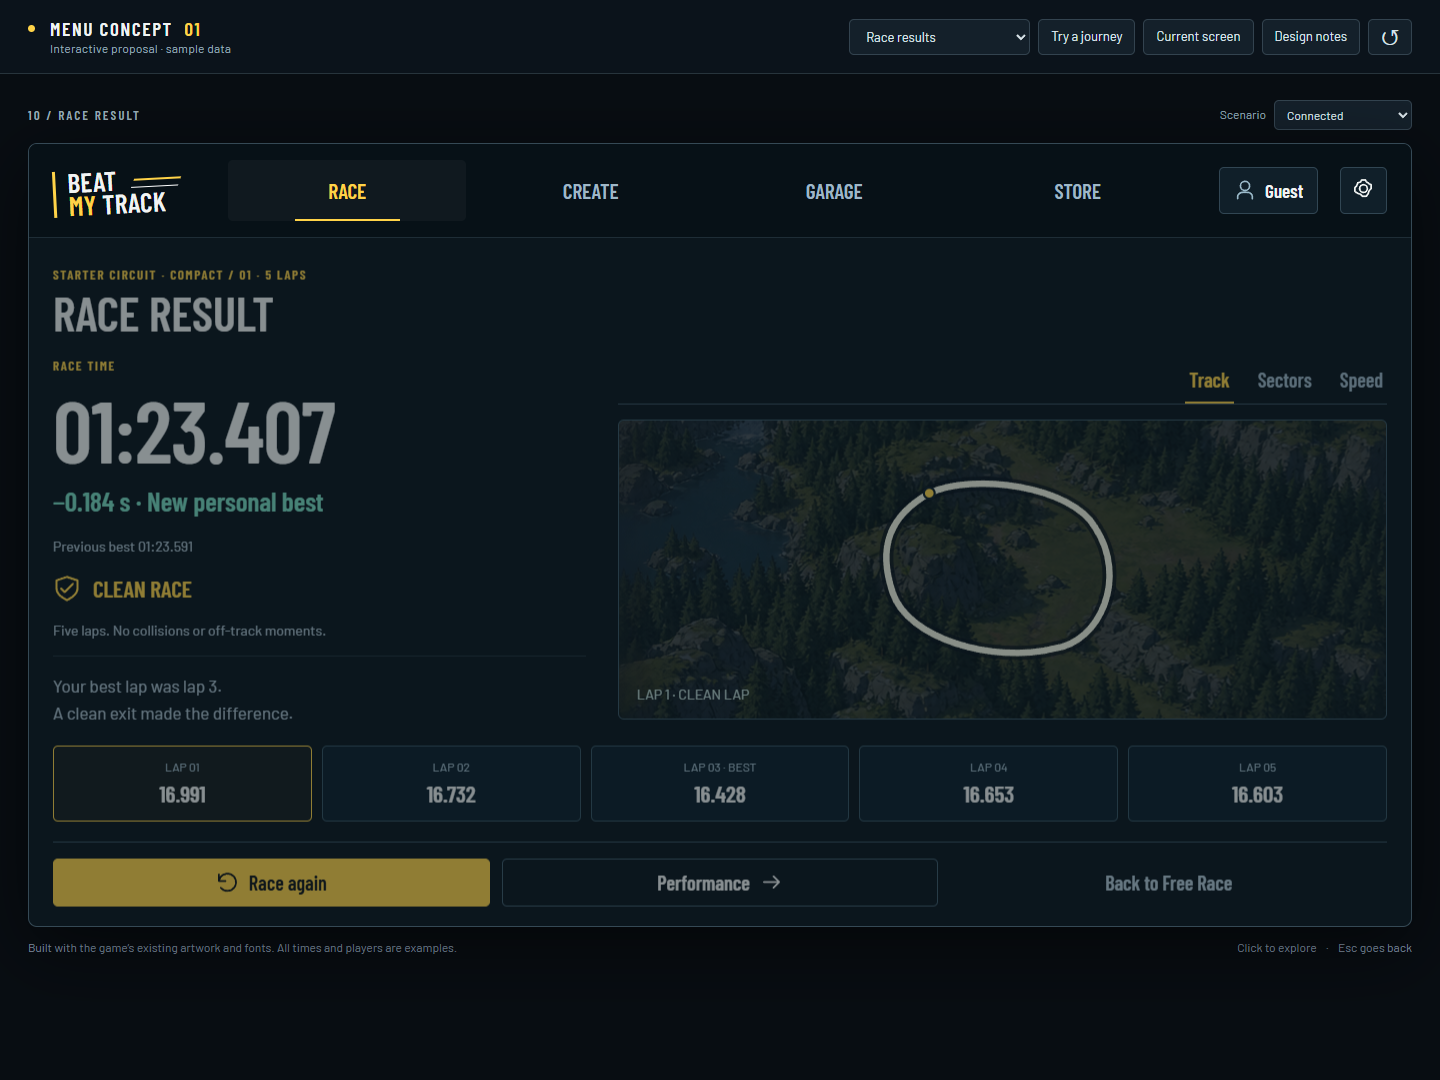 MENU CONCEPT 01
Interactive proposal · sample data
Race results
Try a journey
Current screen
Design notes
10 / RACE RESULT
Scenario
Connected
BEAT
MY TRACK
RACE
CREATE
GARAGE
STORE
Guest
STARTER CIRCUIT · COMPACT / 01 · 5 LAPS
RACE RESULT
RACE TIME
01:23.407
−0.184 s · New personal best
Previous best 01:23.591
CLEAN RACE
Five laps. No collisions or off-track moments.
Your best lap was lap 3.
A clean exit made the difference.
Track
Sectors
Speed
LAP 1 · CLEAN LAP
LAP 01
16.991
LAP 02
16.732
LAP 03 · BEST
16.428
LAP 04
16.653
LAP 05
16.603
Race again
Performance
Back to Free Race
Built with the game's existing artwork and fonts. All times and players are examples.
Click to explore · Esc goes back